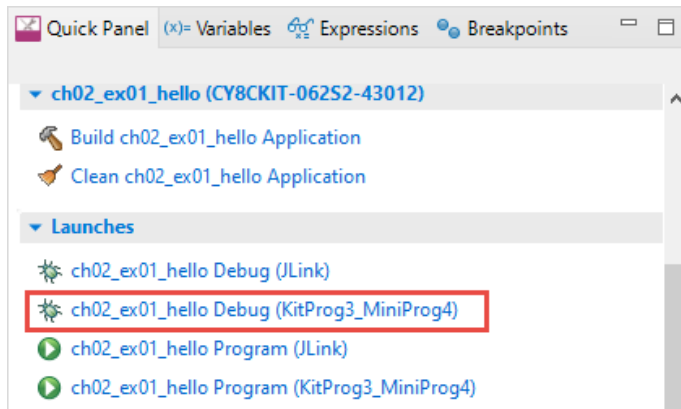 Quick Panel (x)= Variables Expressions Breakpoints
ch02_ex01_hello (CY8CKIT-062S2-43012)
Build ch02_ex01_hello Application
Clean ch02_ex01_hello Application
Launches
ch02_ex01_hello Debug (JLink)
ch02_ex01_hello Debug (KitProg3_MiniProg4)
ch02_ex01_hello Program (JLink)
ch02_ex01_hello Program (KitProg3_MiniProg4)